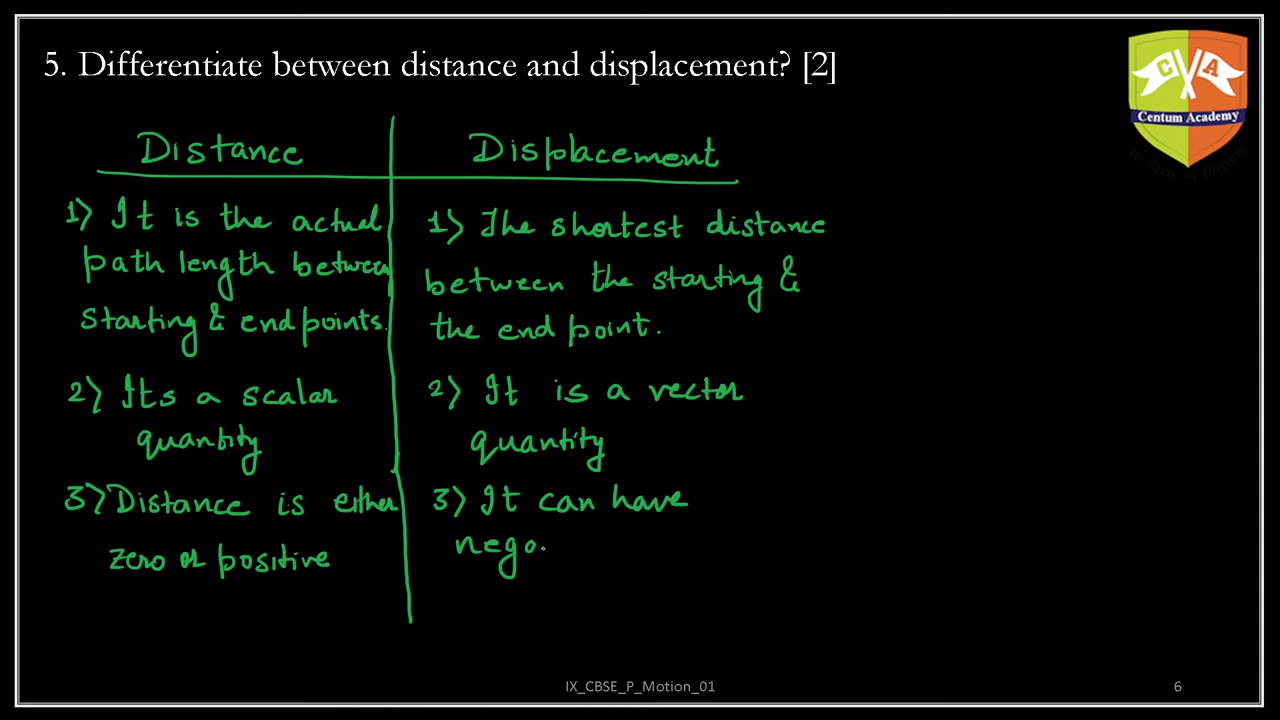 5. Differentiate between distance and displacement? [2]
C A
Centum Academy
Distance
1) It is the actual
path length between
starting & end points.
2) Its a scalar
quantity
3) Distance is either
zero or positive
Displacement
1) The shortest distance
between the starting &
the end point.
2) It is a vector
quantity
3) It can have
nega
IX_CBSE_P_Motion_01
6